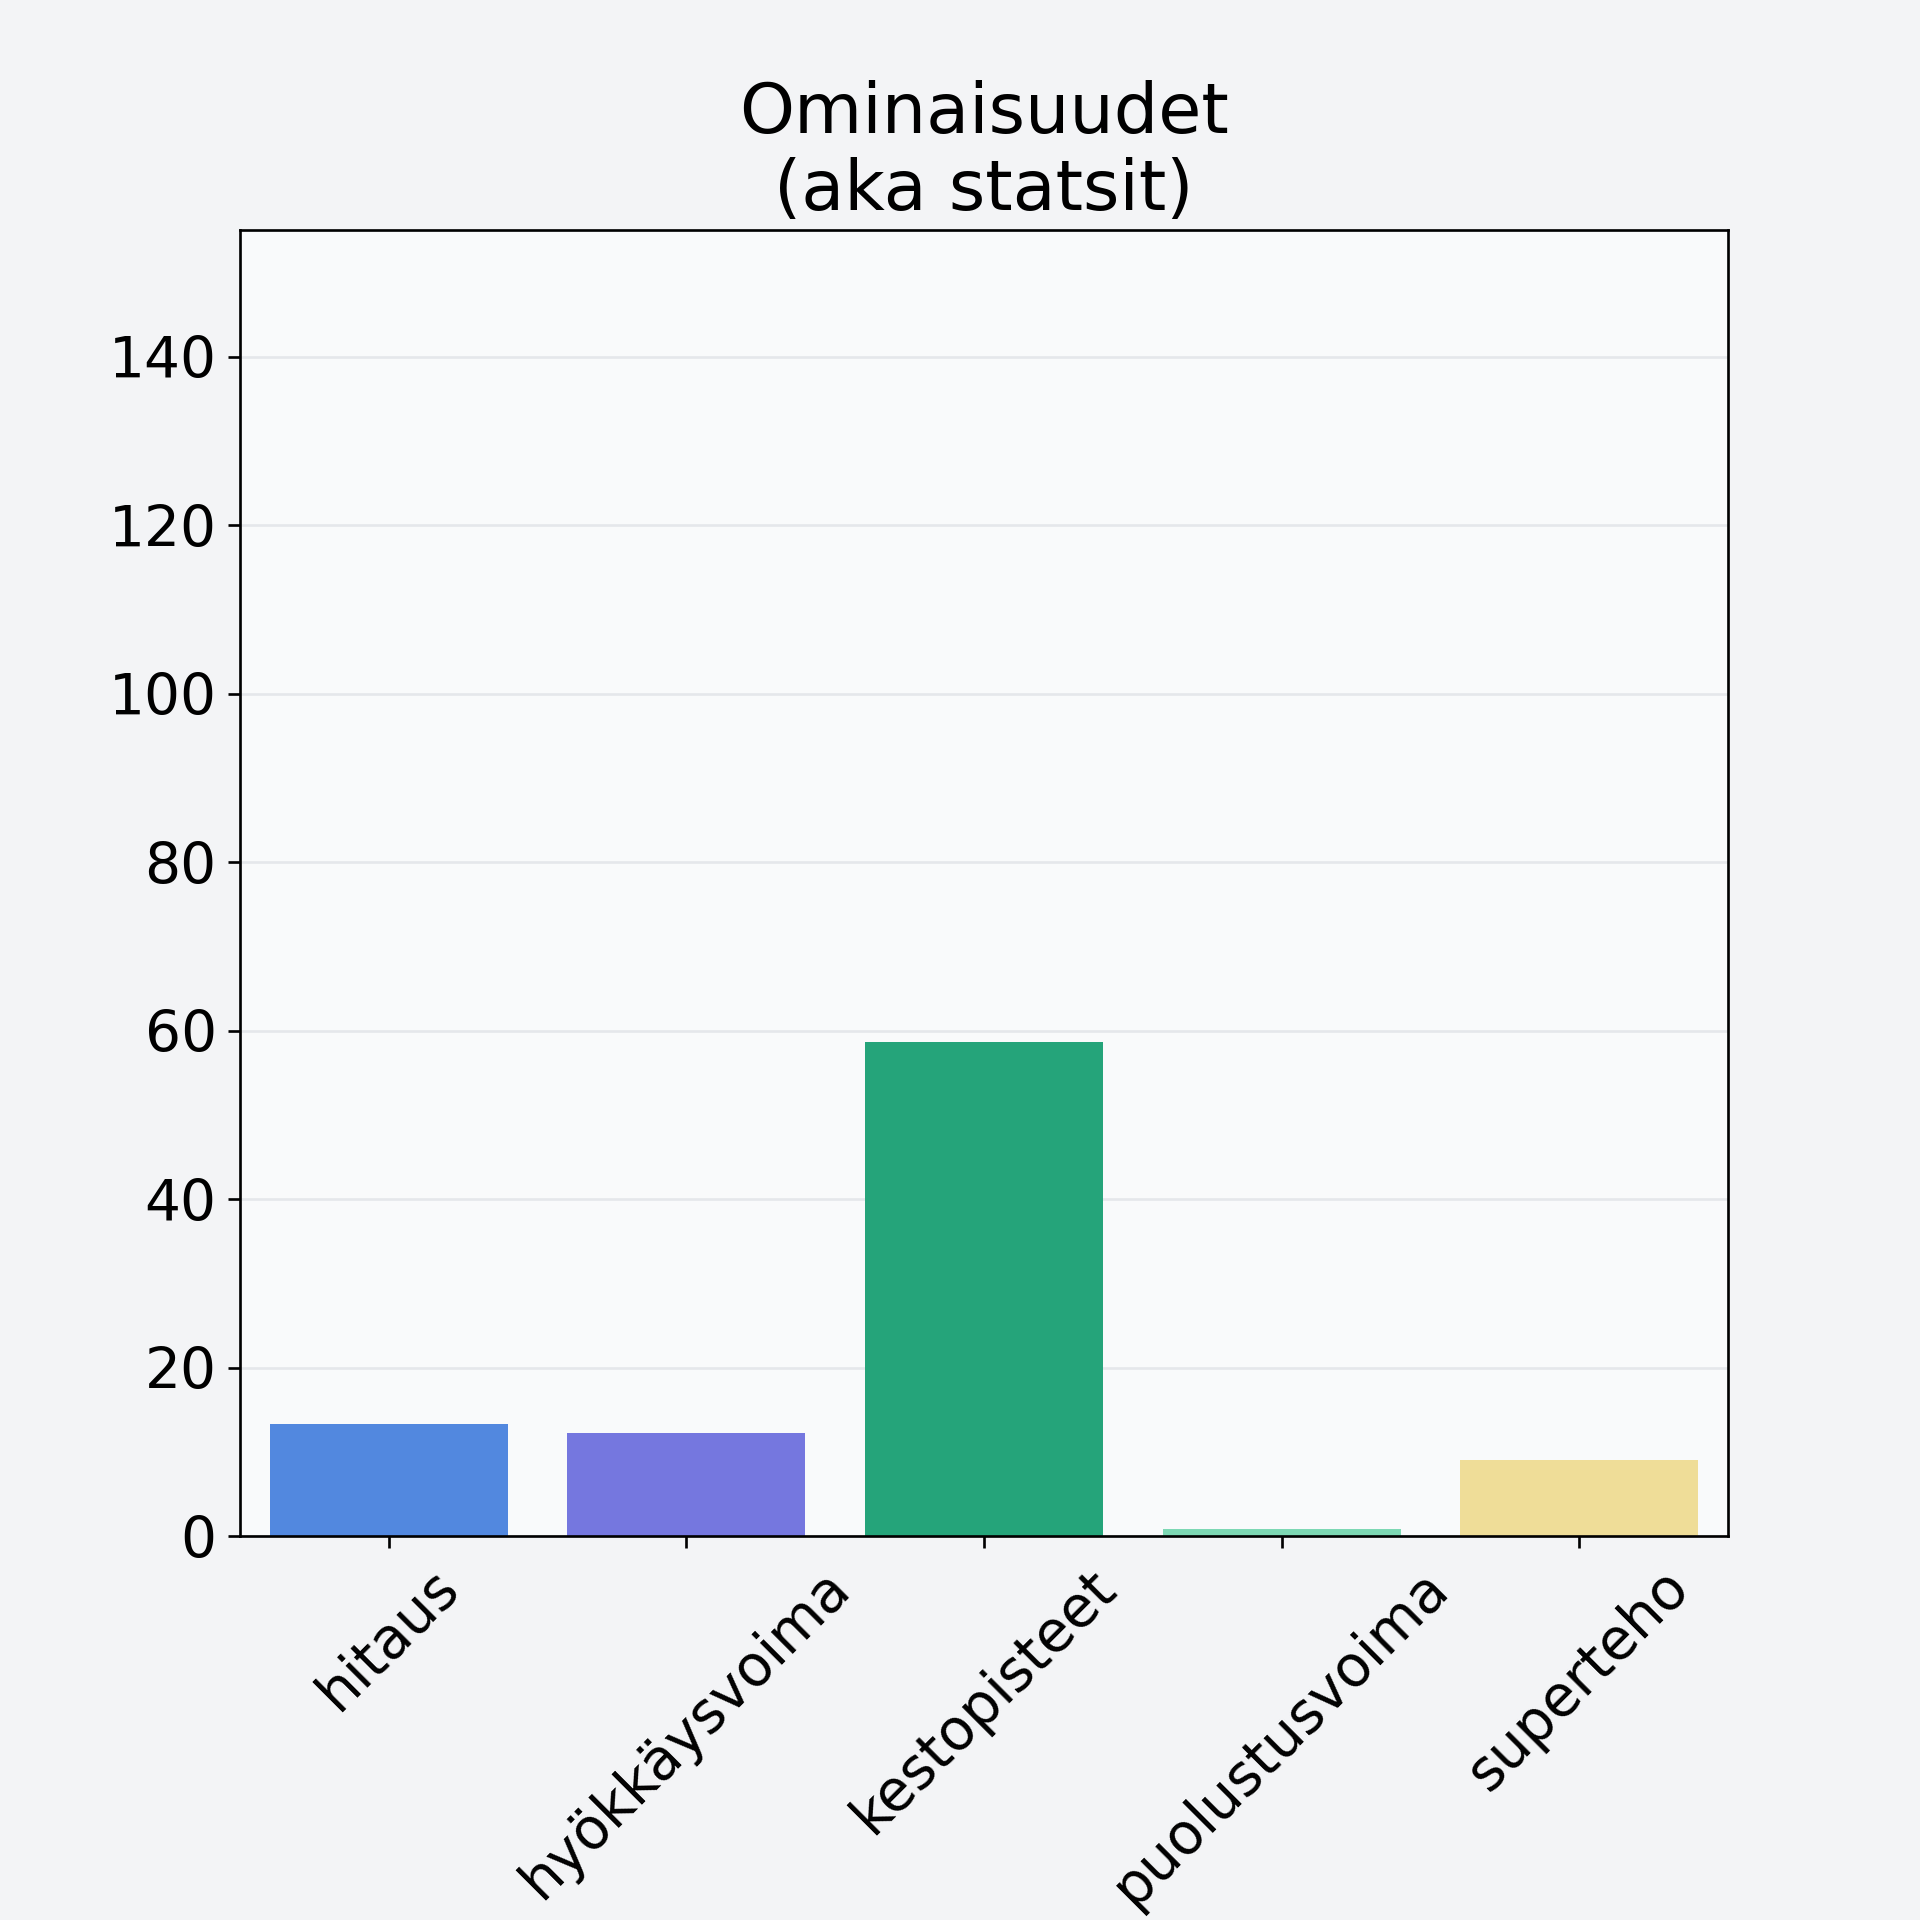 Ominaisuudet
(aka statsit)
140
120
100
80
60
40
20
0
hitaus
hyökkäysvoima
kestopisteet
puolustusvoima
superteho